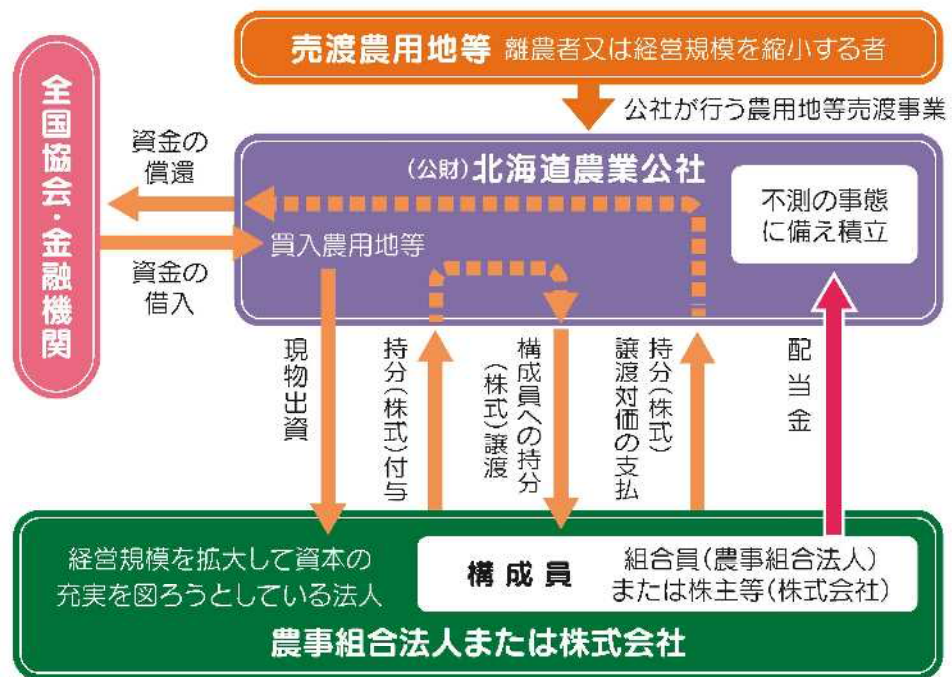 売渡農用地等 離農者又は経営規模を縮小する者
公社が行う農用地等売渡事業
全国協会・金融機関
資金の
償還
資金の
借入
(公財)北海道農業公社
不測の事態
に備え積立
買入農用地等
現物出資
持分(株式)付与
構成員への持分
(株式)譲渡
持分(株式)
譲渡対価の支払
配当金
経営規模を拡大して資本の
充実を図ろうとしている法人
構成員
組合員(農事組合法人)
または株主等(株式会社)
農事組合法人または株式会社